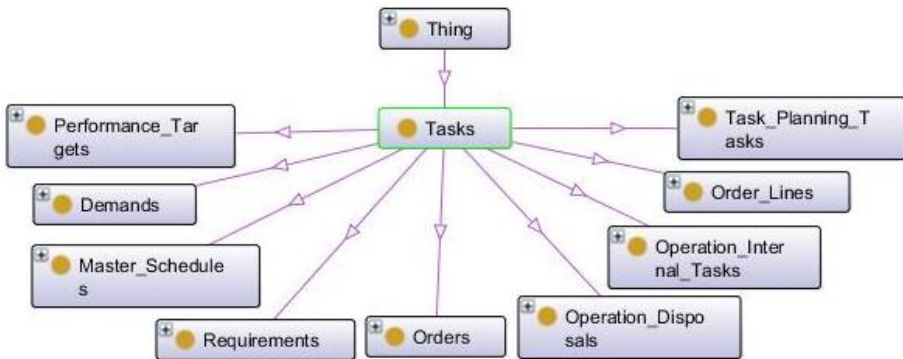 Thing
Performance_Tar
gets
Tasks
Task_Planning_T
asks
Demands
Order_Lines
Master_Schedule
s
Operation_Inter
nal_Tasks
Requirements
Orders
Operation_Dispo
sals